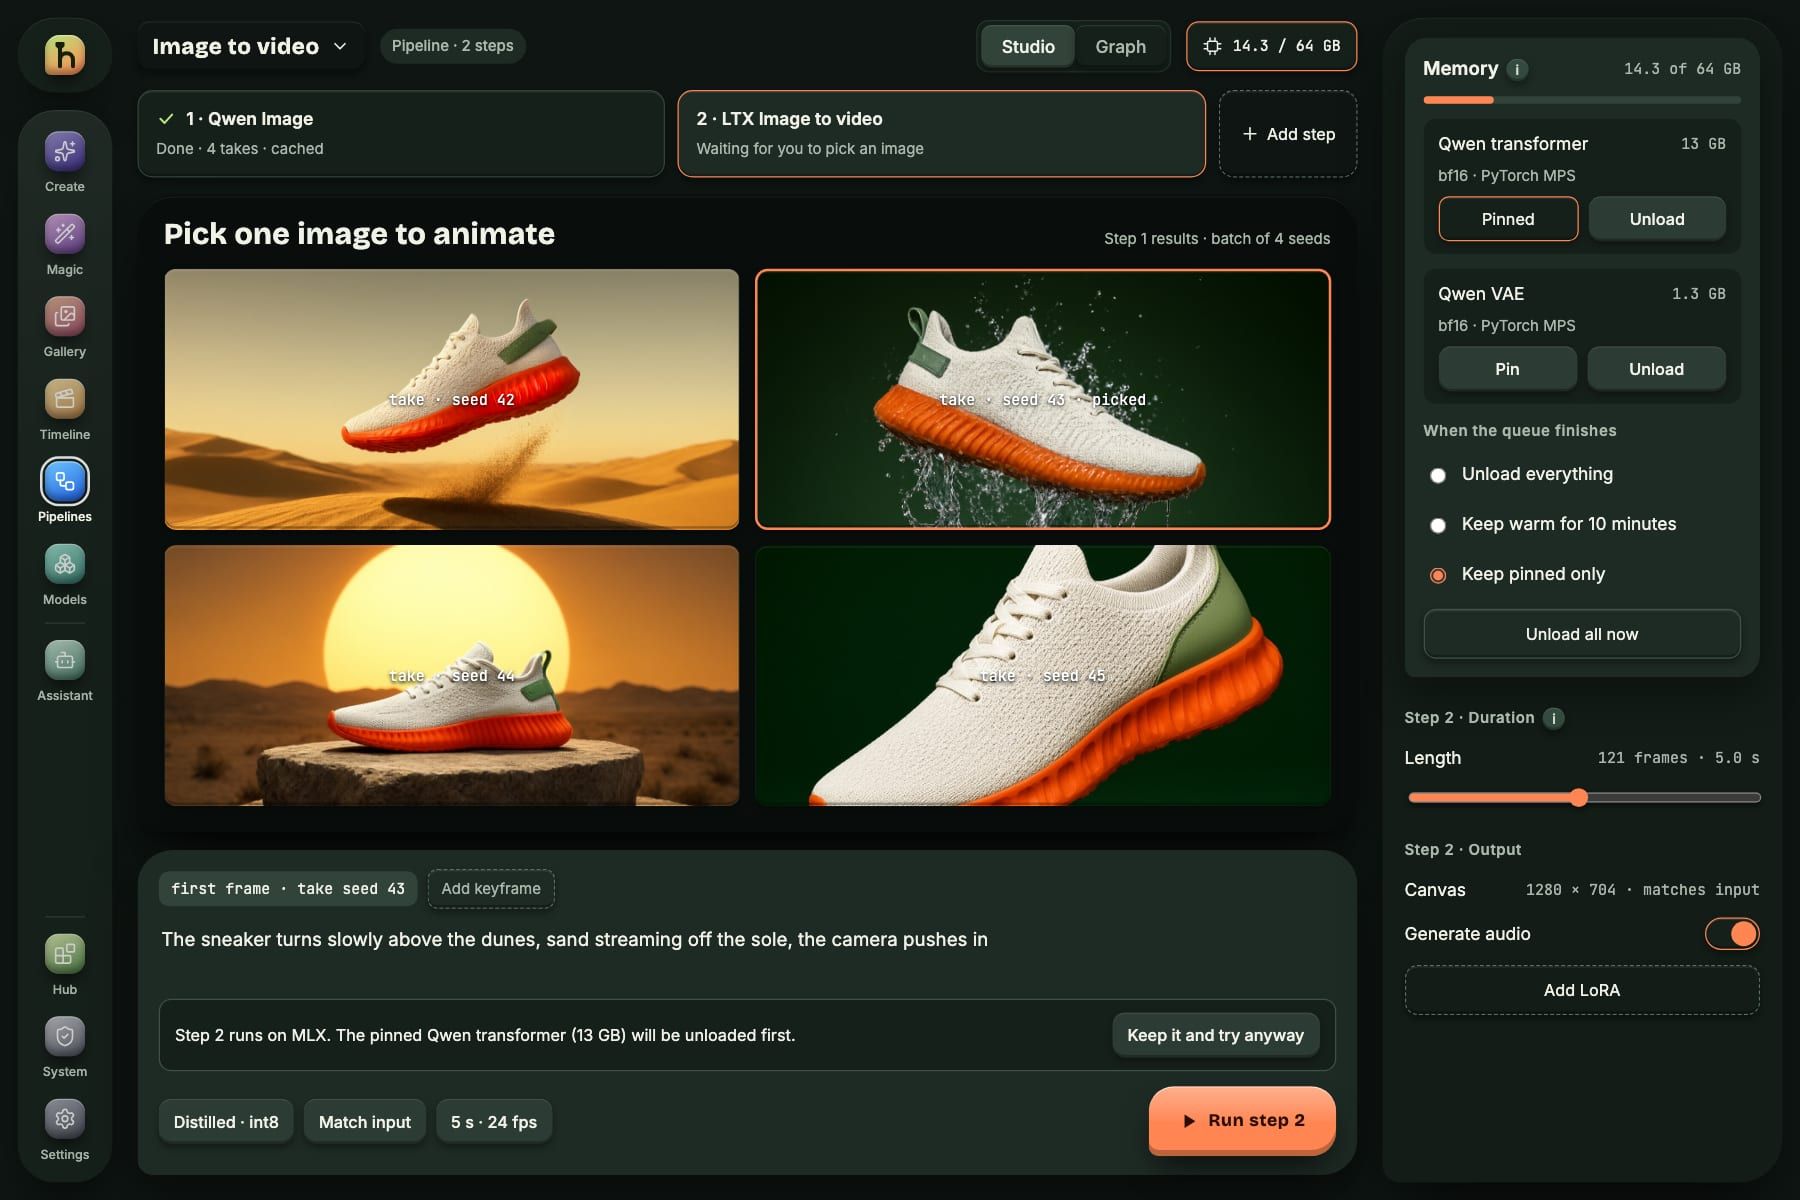 h
Image to video
Pipeline · 2 steps
Studio
Graph
14.3 / 64 GB
Create
Magic
Gallery
Timeline
Pipelines
Models
Assistant
Hub
System
Settings
1 · Qwen Image
Done · 4 takes · cached
2 · LTX Image to video
Waiting for you to pick an image
Add step
Pick one image to animate
Step 1 results · batch of 4 seeds
take · seed 42
take · seed 43 · picked
take · seed 44
take · seed 45
first frame · take seed 43
Add keyframe
The sneaker turns slowly above the dunes, sand streaming off the sole, the camera pushes in
Step 2 runs on MLX. The pinned Qwen transformer (13 GB) will be unloaded first.
Keep it and try anyway
Distilled · int8
Match input
5 s · 24 fps
Run step 2
Memory i
14.3 of 64 GB
Qwen transformer
13 GB
bf16 · PyTorch MPS
Pinned
Unload
Qwen VAE
1.3 GB
bf16 · PyTorch MPS
Pin
Unload
When the queue finishes
Unload everything
Keep warm for 10 minutes
Keep pinned only
Unload all now
Step 2 · Duration i
Length
121 frames · 5.0 s
Step 2 · Output
Canvas
1280 × 704 · matches input
Generate audio
Add LoRA